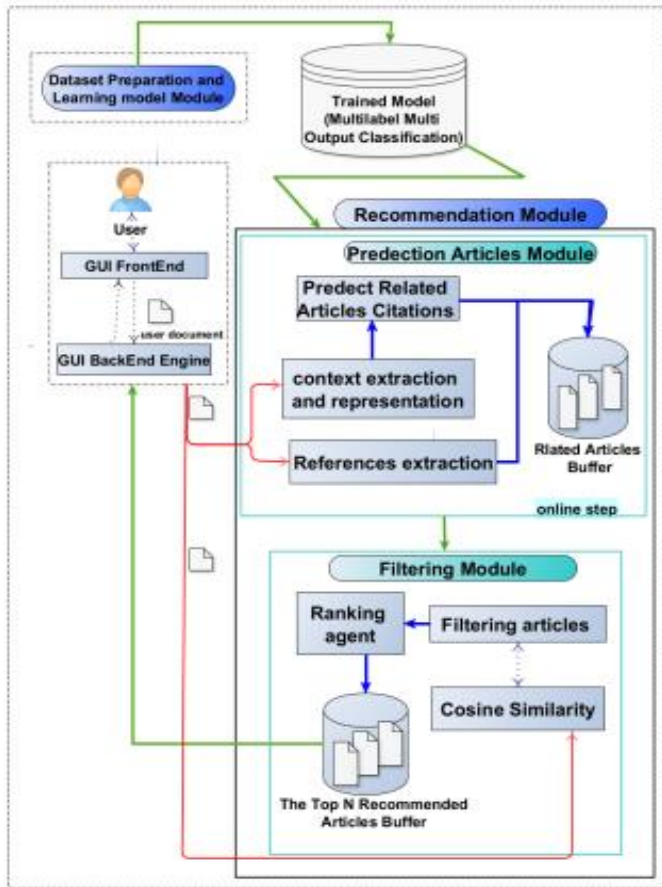 Dataset Preparation and
Learning model Module
Trained Model
(Multilabel Multi
Output Classification)
Recommendation Module
Predection Articles Module
User
GUI FrontEnd
user document
GUI BackEnd Engine
Predect Related
Articles Citations
context extraction
and representation
References extraction
Rlated Articles
Buffer
online step
Filtering Module
Ranking
agent
Filtering articles
Cosine Similarity
The Top N Recommended
Articles Buffer